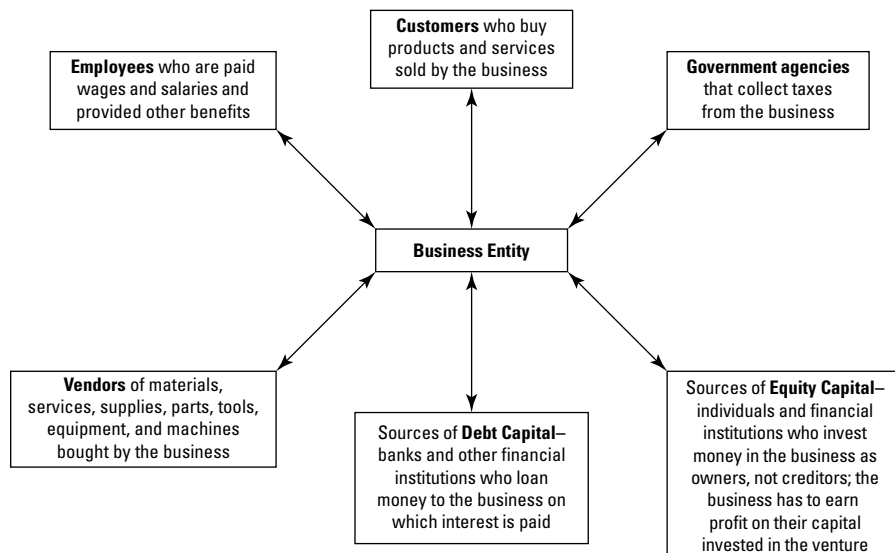 Customers who buy
products and services
sold by the business
Employees who are paid
wages and salaries and
provided other benefits
Government agencies
that collect taxes
from the business
Business Entity
Vendors of materials,
services, supplies, parts, tools,
equipment, and machines
bought by the business
Sources of Debt Capital–
banks and other financial
institutions who loan
money to the business on
which interest is paid
Sources of Equity Capital–
individuals and financial
institutions who invest
money in the business as
owners, not creditors; the
business has to earn
profit on their capital
invested in the venture